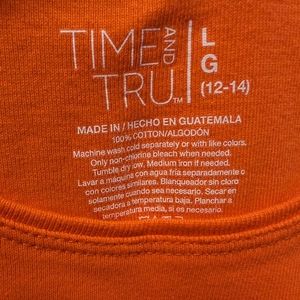 TIME AND TRU™
L
G
(12-14)
MADE IN / HECHO EN GUATEMALA
100% COTTON/ALGODÓN
Machine wash cold separately or with like colors.
Only non-chlorine bleach when needed.
Tumble dry low. Medium iron if needed.
Lavar a máquina con agua fría separadamente o
con colores similares. Blanqueador sin cloro
cuando sea necesario. Secar en
secadora a temperatura baja. Planchar a
temperatura media, si es necesario.